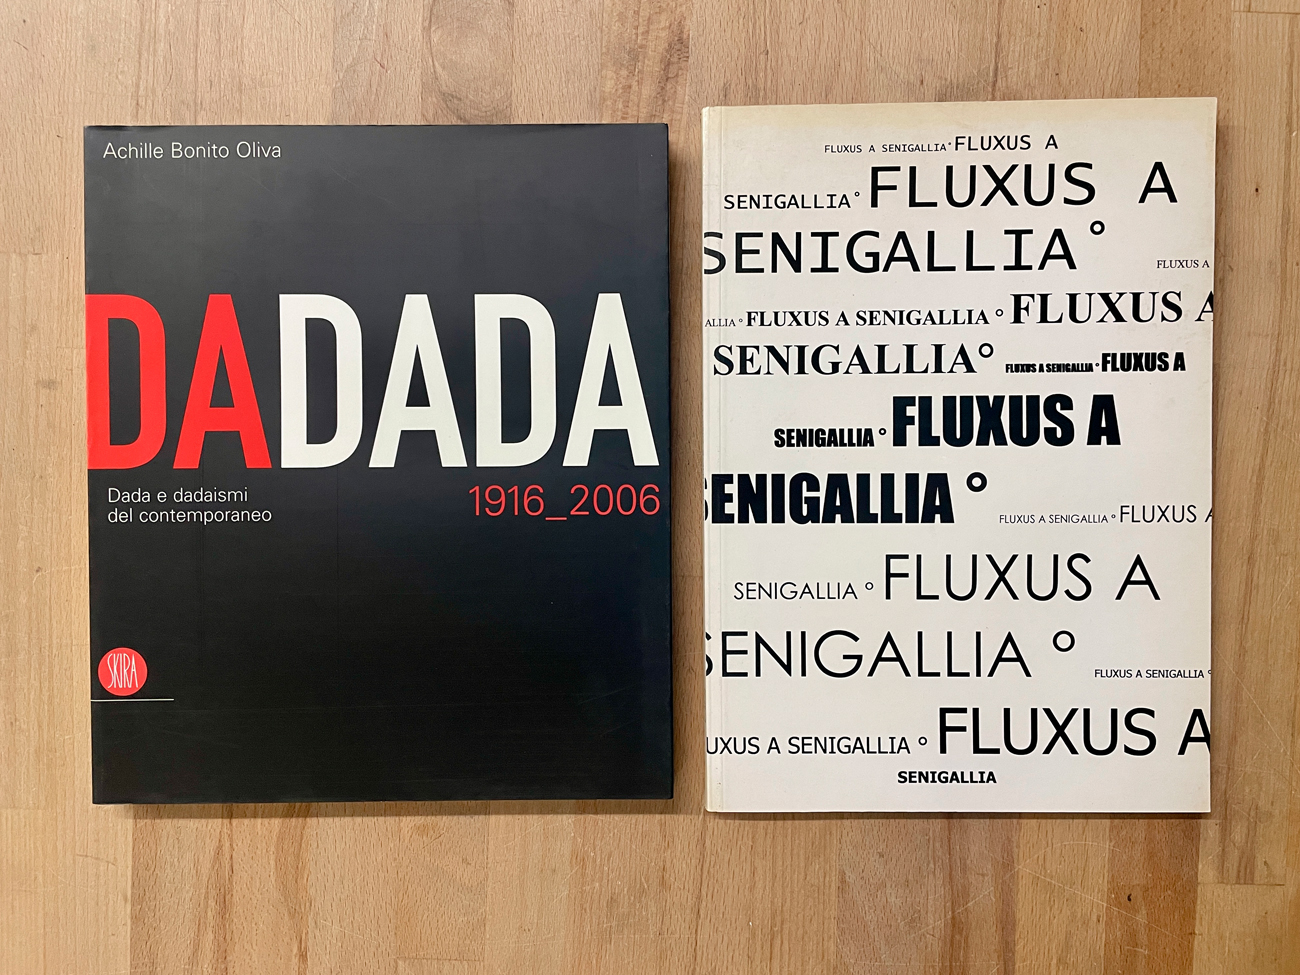 Achille Bonito Oliva
DADADA
Dada e dadaismi
del contemporaneo
1916_2006
SKIRA
FLUXUS A SENIGALLIA° FLUXUS A
SENIGALLIA° FLUXUS A
SENIGALLIA°
FLUXUS A
ALLIA° FLUXUS A SENIGALLIA° FLUXUS A
SENIGALLIA° FLUXUS A SENIGALLIA° FLUXUS A
SENIGALLIA° FLUXUS A
SENIGALLIA° FLUXUS A SENIGALLIA° FLUXUS A
SENIGALLIA° FLUXUS A
SENIGALLIA° FLUXUS A SENIGALLIA°
UXUS A SENIGALLIA° FLUXUS A
SENIGALLIA